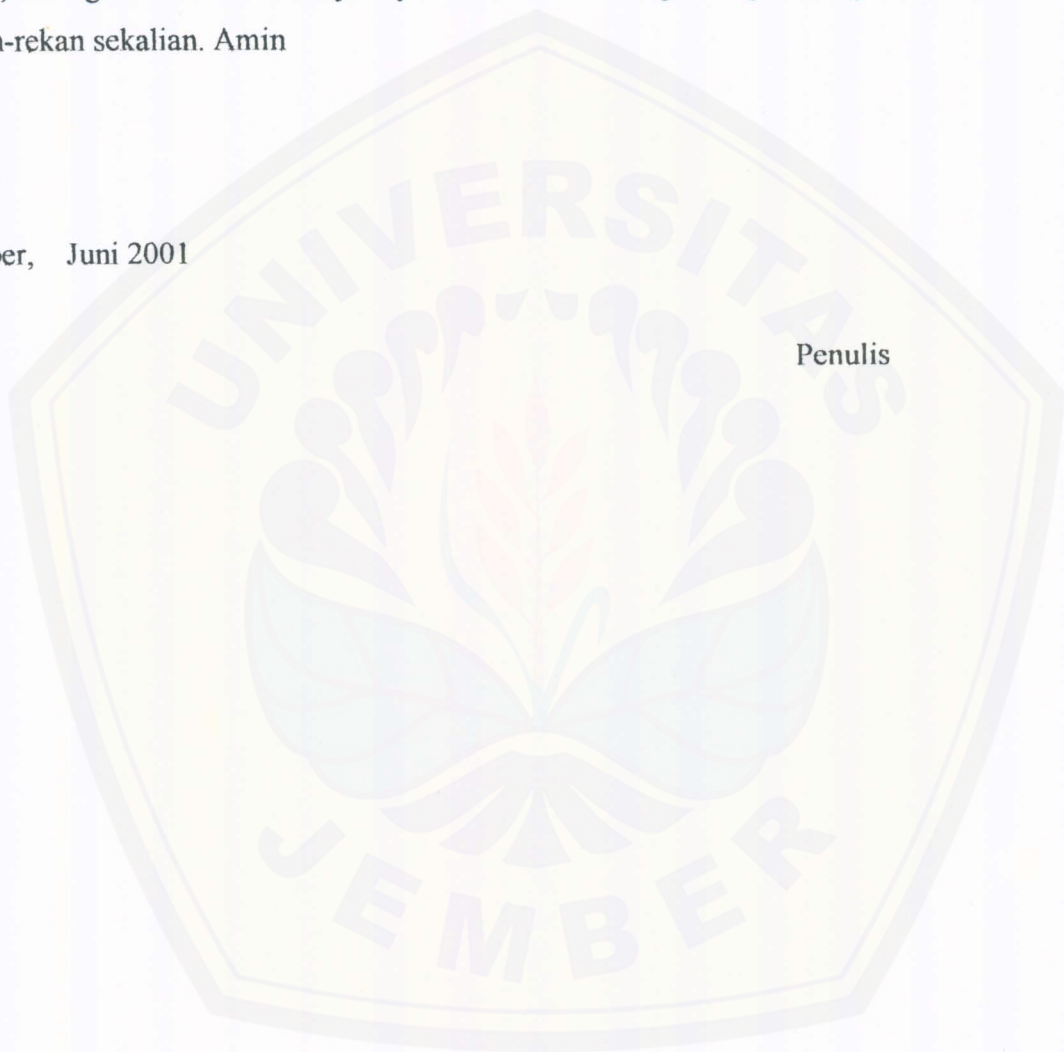 -rekan sekalian. Amin
er, Juni 2001
Penulis
UNIVERSITAS
JEMBER